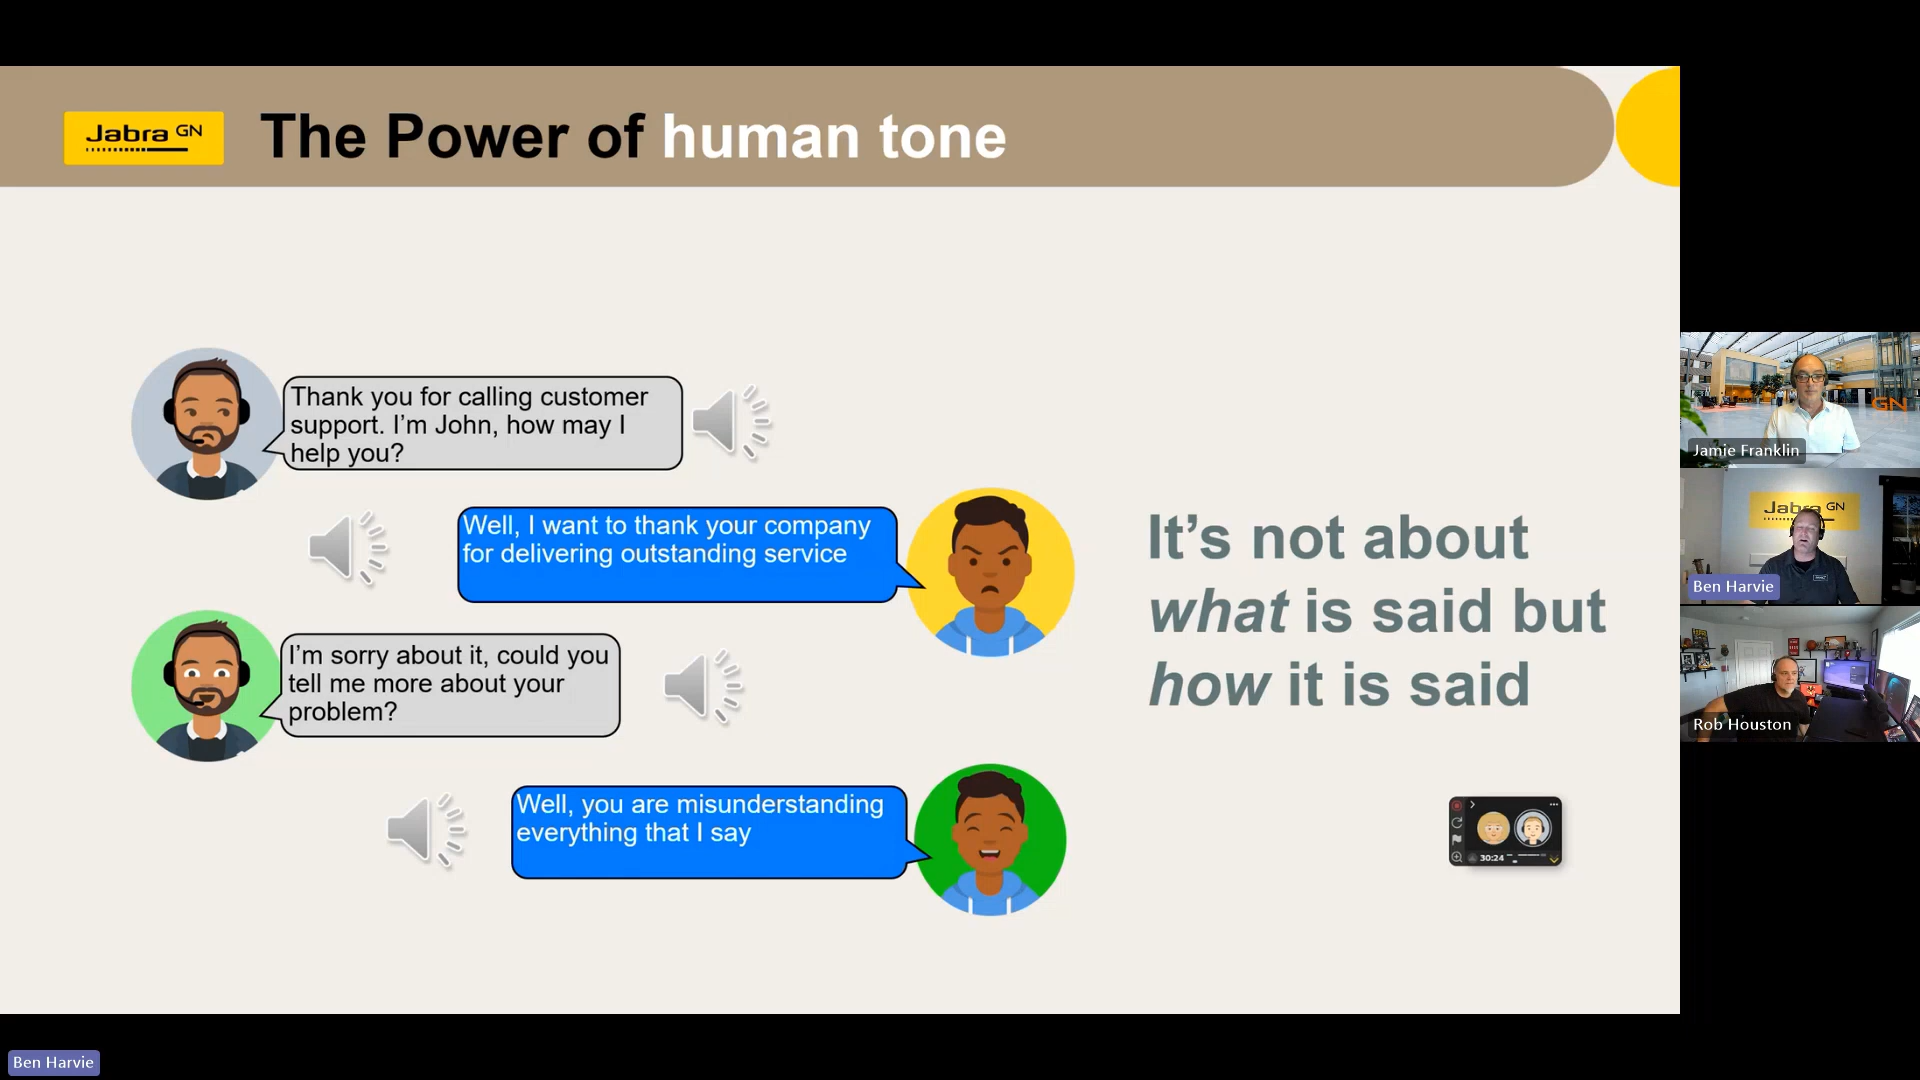 Jabra GN
The Power of human tone
Thank you for calling customer
support. I'm John, how may I
help you?
Well, I want to thank your company
for delivering outstanding service
I'm sorry about it, could you
tell me more about your
problem?
Well, you are misunderstanding
everything that I say
It's not about
what is said but
how it is said
30:24
GN
Jamie Franklin
Jabra GN
Ben Harvie
Rob Houston
Ben Harvie